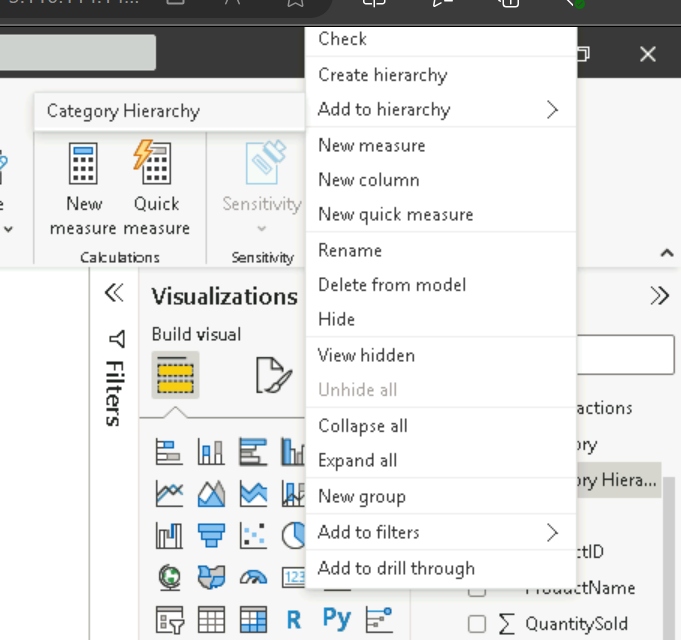 Check
Create hierarchy
Add to hierarchy
New measure
New column
New quick measure
Rename
Delete from model
Hide
View hidden
Unhide all
Collapse all
Expand all
New group
Add to filters
Add to drill through
Category Hierarchy
New measure
Quick measure
Sensitivity
Calculations
Sensitivity
Visualizations
Build visual
Filters
123
R
Py
actions
ory
ory Hiera...
ctID
ProductName
QuantitySold